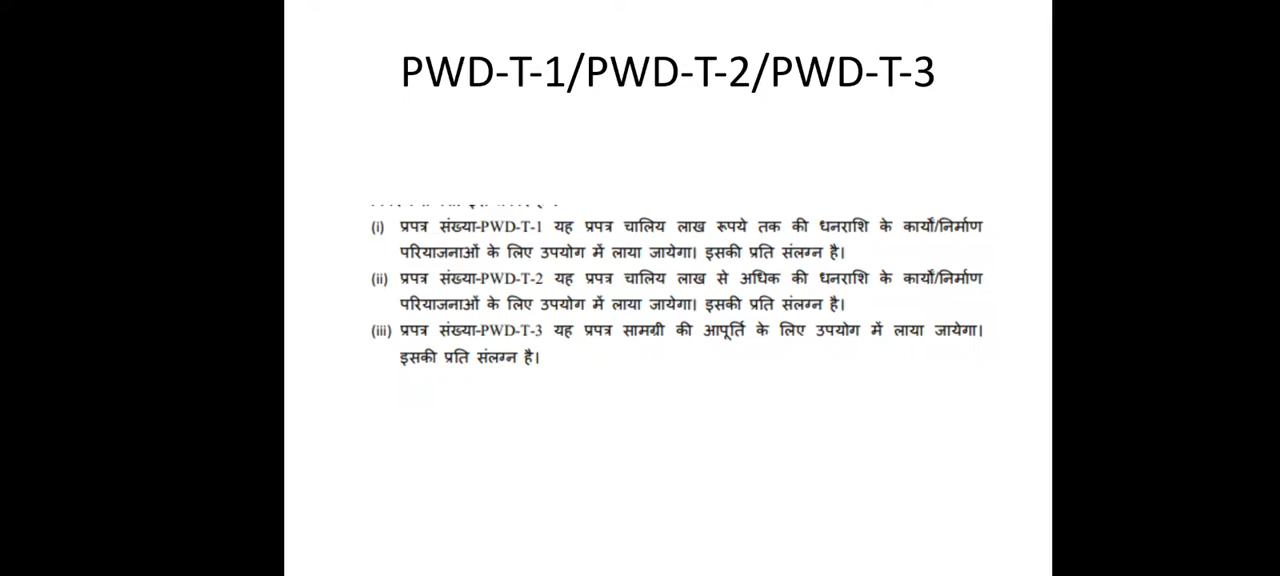 PWD-T-1/PWD-T-2/PWD-T-3
(i) प्रपत्र संख्या-PWD-T-1 यह प्रपत्र चालिय लाख रूपये तक की धनराशि के कार्यों/निर्माण
परियाजनाओं के लिए उपयोग में लाया जायेगा। इसकी प्रति संलग्न है।
(ii) प्रपत्र संख्या-PWD-T-2 यह प्रपत्र चालिय लाख से अधिक की धनराशि के कार्यों/निर्माण
परियाजनाओं के लिए उपयोग में लाया जायेगा। इसकी प्रति संलग्न है।
(iii) प्रपत्र संख्या-PWD-T-3 यह प्रपत्र सामग्री की आपूर्ति के लिए उपयोग में लाया जायेगा।
इसकी प्रति संलग्न है।